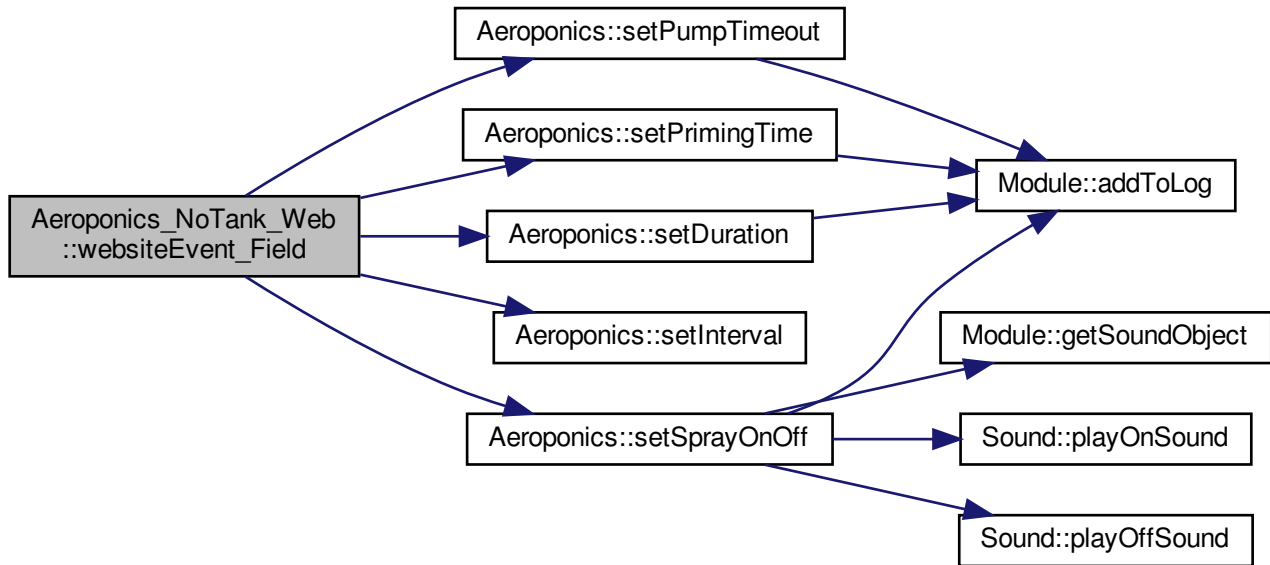 Aeroponics_NoTank_Web
::websiteEvent_Field
Aeroponics::setPumpTimeout
Aeroponics::setPrimingTime
Aeroponics::setDuration
Aeroponics::setInterval
Aeroponics::setSprayOnOff
Module::addToLog
Module::getSoundObject
Sound::playOnSound
Sound::playOffSound